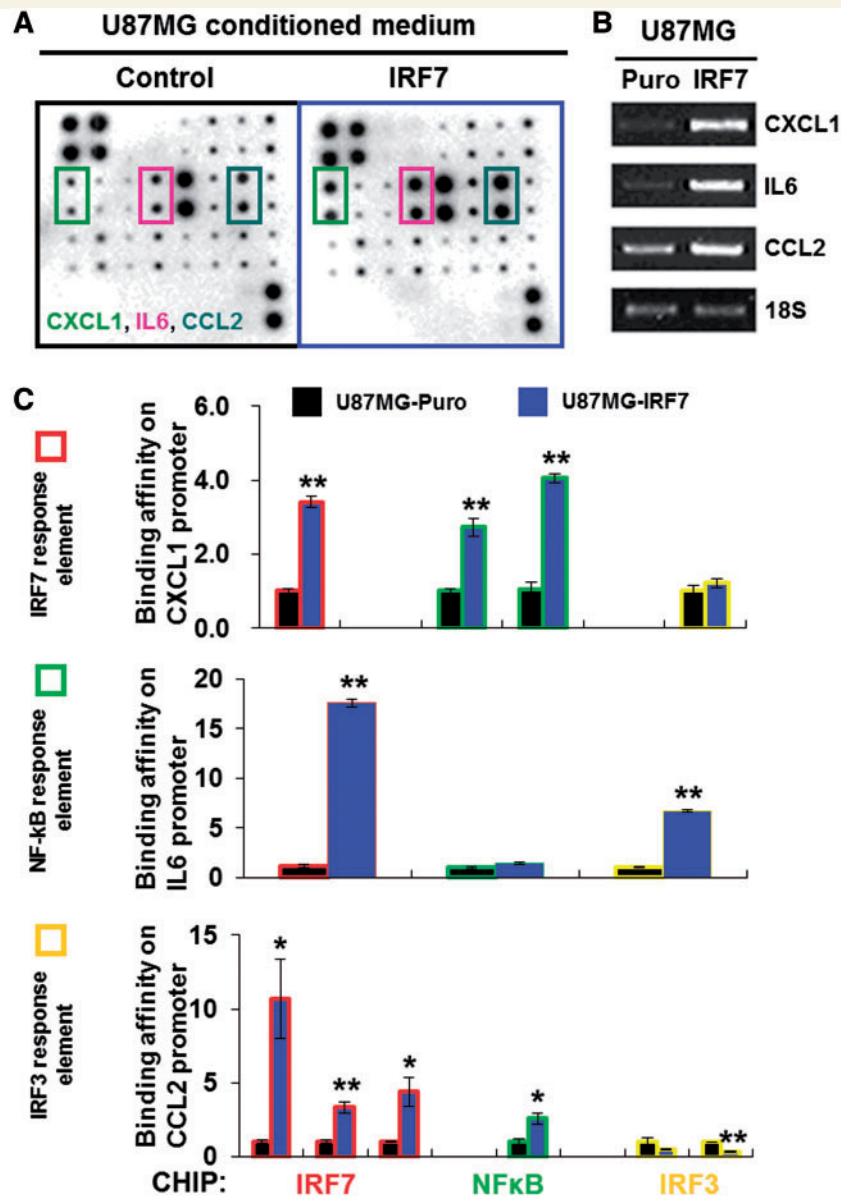 A
U87MG conditioned medium
Control
IRF7
CXCL1, IL6, CCL2
B
U87MG
Puro IRF7
CXCL1
IL6
CCL2
18S
C
U87MG-Puro
U87MG-IRF7
IRF7 response
element
Binding affinity on
CXCL1 promoter
6.0
4.0
2.0
0.0
**
**
**
NF-kB response
element
Binding affinity on
IL6 promoter
20
15
10
5
0
**
**
IRF3 response
element
Binding affinity on
CCL2 promoter
15
10
5
0
*
**
*
*
**
CHIP: IRF7 NFκB IRF3